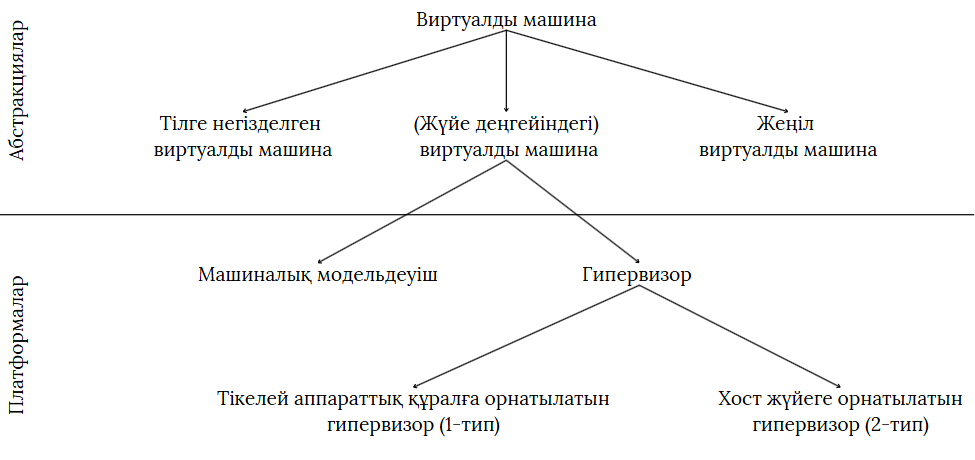 Абстракциялар
Виртуалды машина
Тілге негізделген
виртуалды машина
(Жүйе деңгейіндегі)
виртуалды машина
Жеңіл
виртуалды машина
Платформалар
Машиналық модельдеуіш
Гипервизор
Тікелей аппараттық құралға орнатылатын
гипервизор (1-тип)
Хост жүйеге орнатылатын
гипервизор (2-тип)